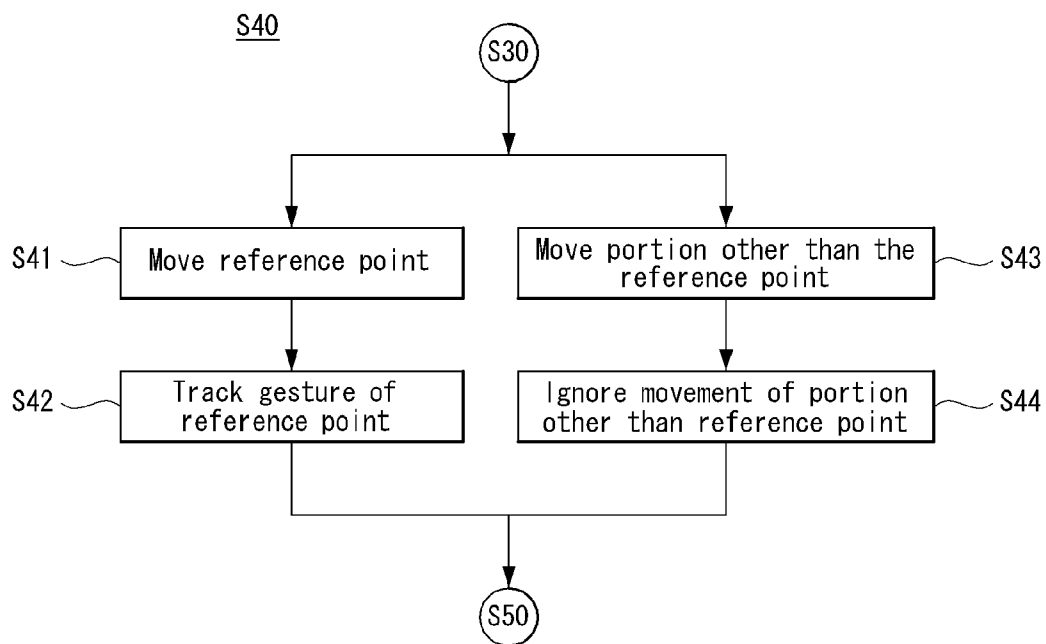 S40
S30
S41
Move reference point
Move portion other than the
reference point
S43
S42
Track gesture of
reference point
Ignore movement of portion
other than reference point
S44
S50